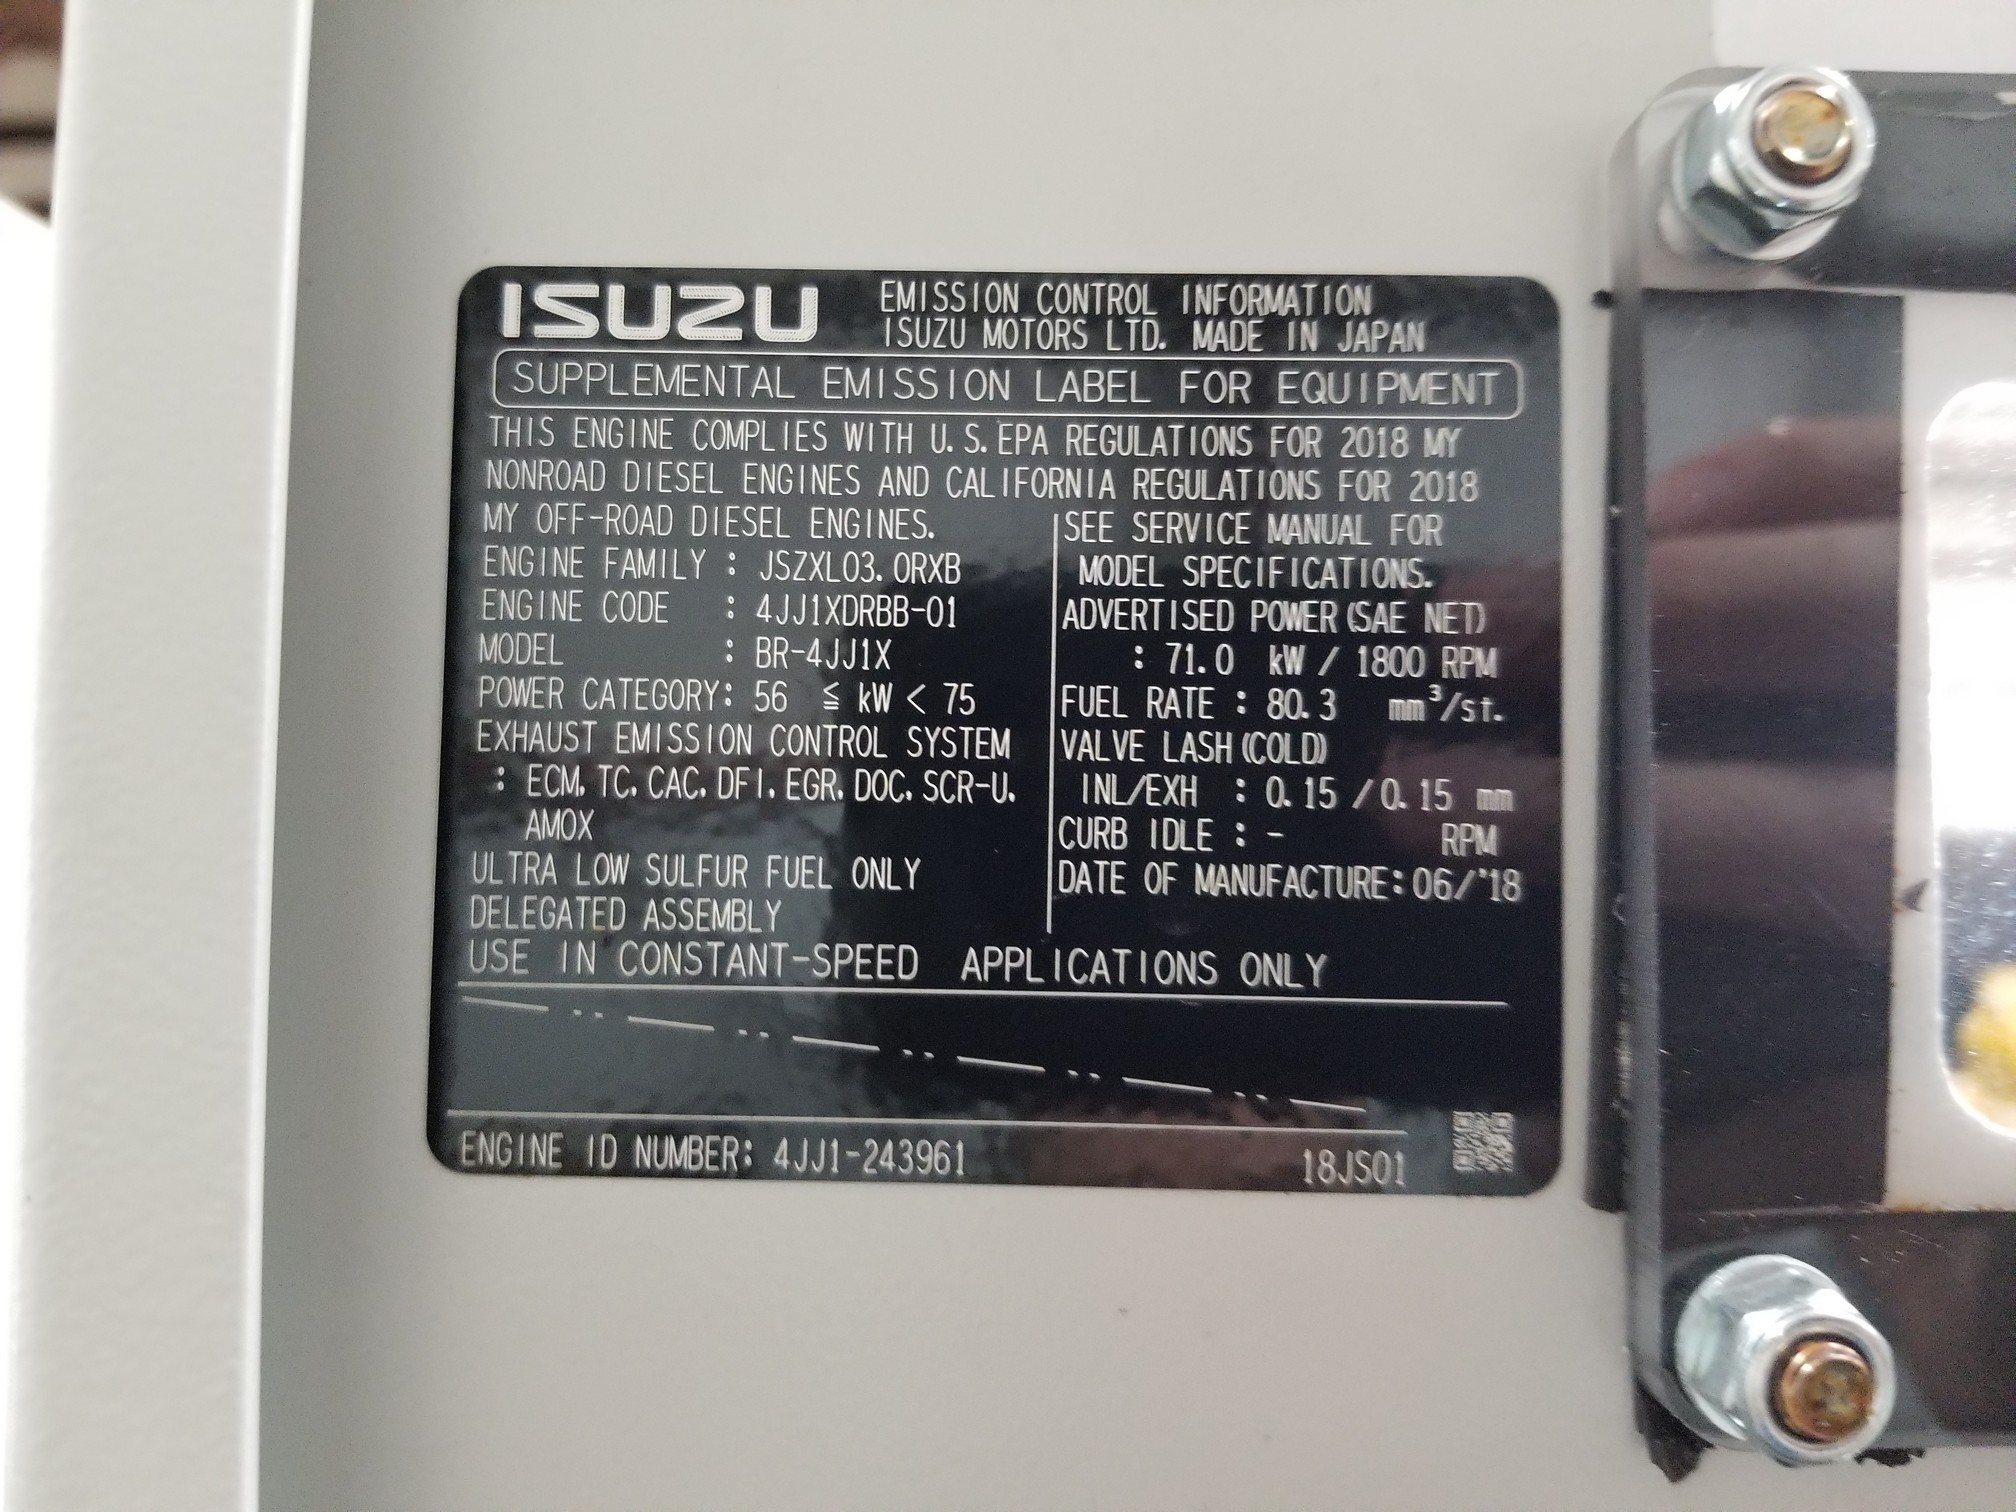 ISUZU
EMISSION CONTROL INFORMATION
ISUZU MOTORS LTD. MADE IN JAPAN
SUPPLEMENTAL EMISSION LABEL FOR EQUIPMENT
THIS ENGINE COMPLIES WITH U.S.EPA REGULATIONS FOR 2018 MY
NONROAD DIESEL ENGINES AND CALIFORNIA REGULATIONS FOR 2018
MY OFF-ROAD DIESEL ENGINES.
ENGINE FAMILY : JSZXL03.0RXB
ENGINE CODE : 4JJ1XDRBB-01
MODEL : BR-4JJ1X
POWER CATEGORY: 56 ≦ kW < 75
EXHAUST EMISSION CONTROL SYSTEM
: ECM, TC, CAC, DFI, EGR, DOC, SCR-U,
AMOX
ULTRA LOW SULFUR FUEL ONLY
DELEGATED ASSEMBLY
SEE SERVICE MANUAL FOR
MODEL SPECIFICATIONS.
ADVERTISED POWER(SAE NET)
: 71.0 kW / 1800 RPM
FUEL RATE : 80.3 mm³/st.
VALVE LASH(COLD)
INL/EXH : 0.15 / 0.15 mm
CURB IDLE : - RPM
DATE OF MANUFACTURE:06/'18
USE IN CONSTANT-SPEED APPLICATIONS ONLY
ENGINE ID NUMBER: 4JJ1-243961
18JS01